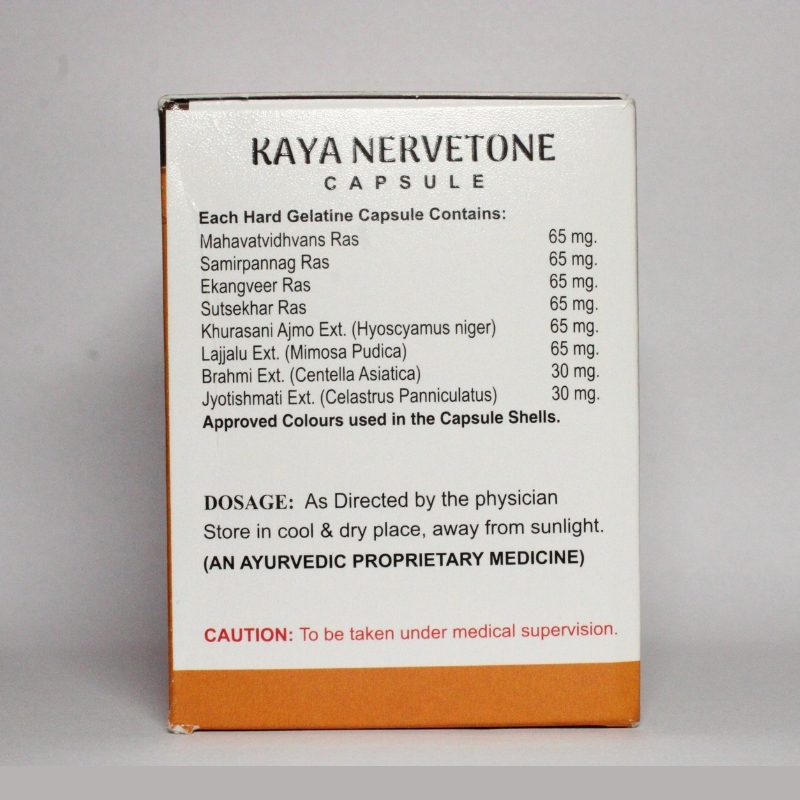 KAYA NERVETONE
CAPSULE
Each Hard Gelatine Capsule Contains:
Mahavatvidhvans Ras 65 mg.
Samirpannag Ras 65 mg.
Ekangveer Ras 65 mg.
Sutsekhar Ras 65 mg.
Khurasani Ajmo Ext. (Hyoscyamus niger) 65 mg.
Lajjalu Ext. (Mimosa Pudica) 65 mg.
Brahmi Ext. (Centella Asiatica) 30 mg.
Jyotishmati Ext. (Celastrus Panniculatus) 30 mg.
Approved Colours used in the Capsule Shells.
DOSAGE: As Directed by the physician
Store in cool & dry place, away from sunlight.
(AN AYURVEDIC PROPRIETARY MEDICINE)
CAUTION: To be taken under medical supervision.